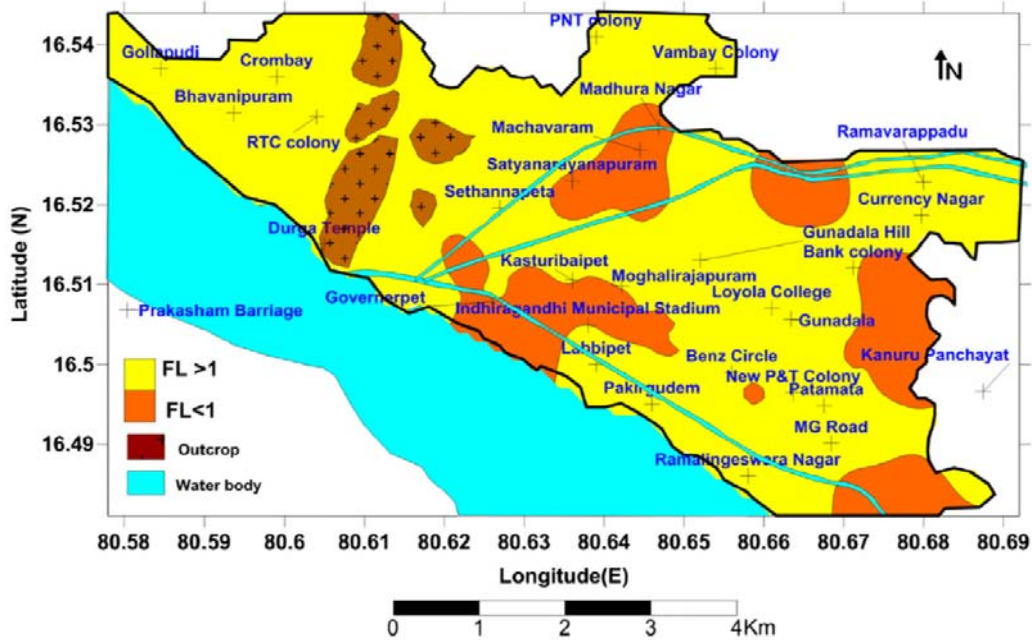 PNT colony
16.54
Gollapudi
Crombay
Vambay Colony
Bhavanipuram
Madhura Nagar
16.53
RTC colony
Machavaram
Ramavarappadu
Satyanarayanapuram
Sethannapeta
16.52
Currency Nagar
Durga Temple
Gunadala Hill
Kasturibaipet
Bank colony
Moghalirajapuram
16.51
Governerpet
Loyola College
Prakasham Barriage
Indhiragandhi Municipal Stadium
Gunadala
Labbipet
Benz Circle
Kanuru Panchayat
16.5
New P&T Colony
Pakirgudem
Patamata
MG Road
16.49
Ramalingeswara Nagar
N
Latitude (N)
FL >1
FL<1
Outcrop
Water body
80.58 80.59 80.6 80.61 80.62 80.63 80.64 80.65 80.66 80.67 80.68 80.69
Longitude(E)
0 1 2 3 4Km